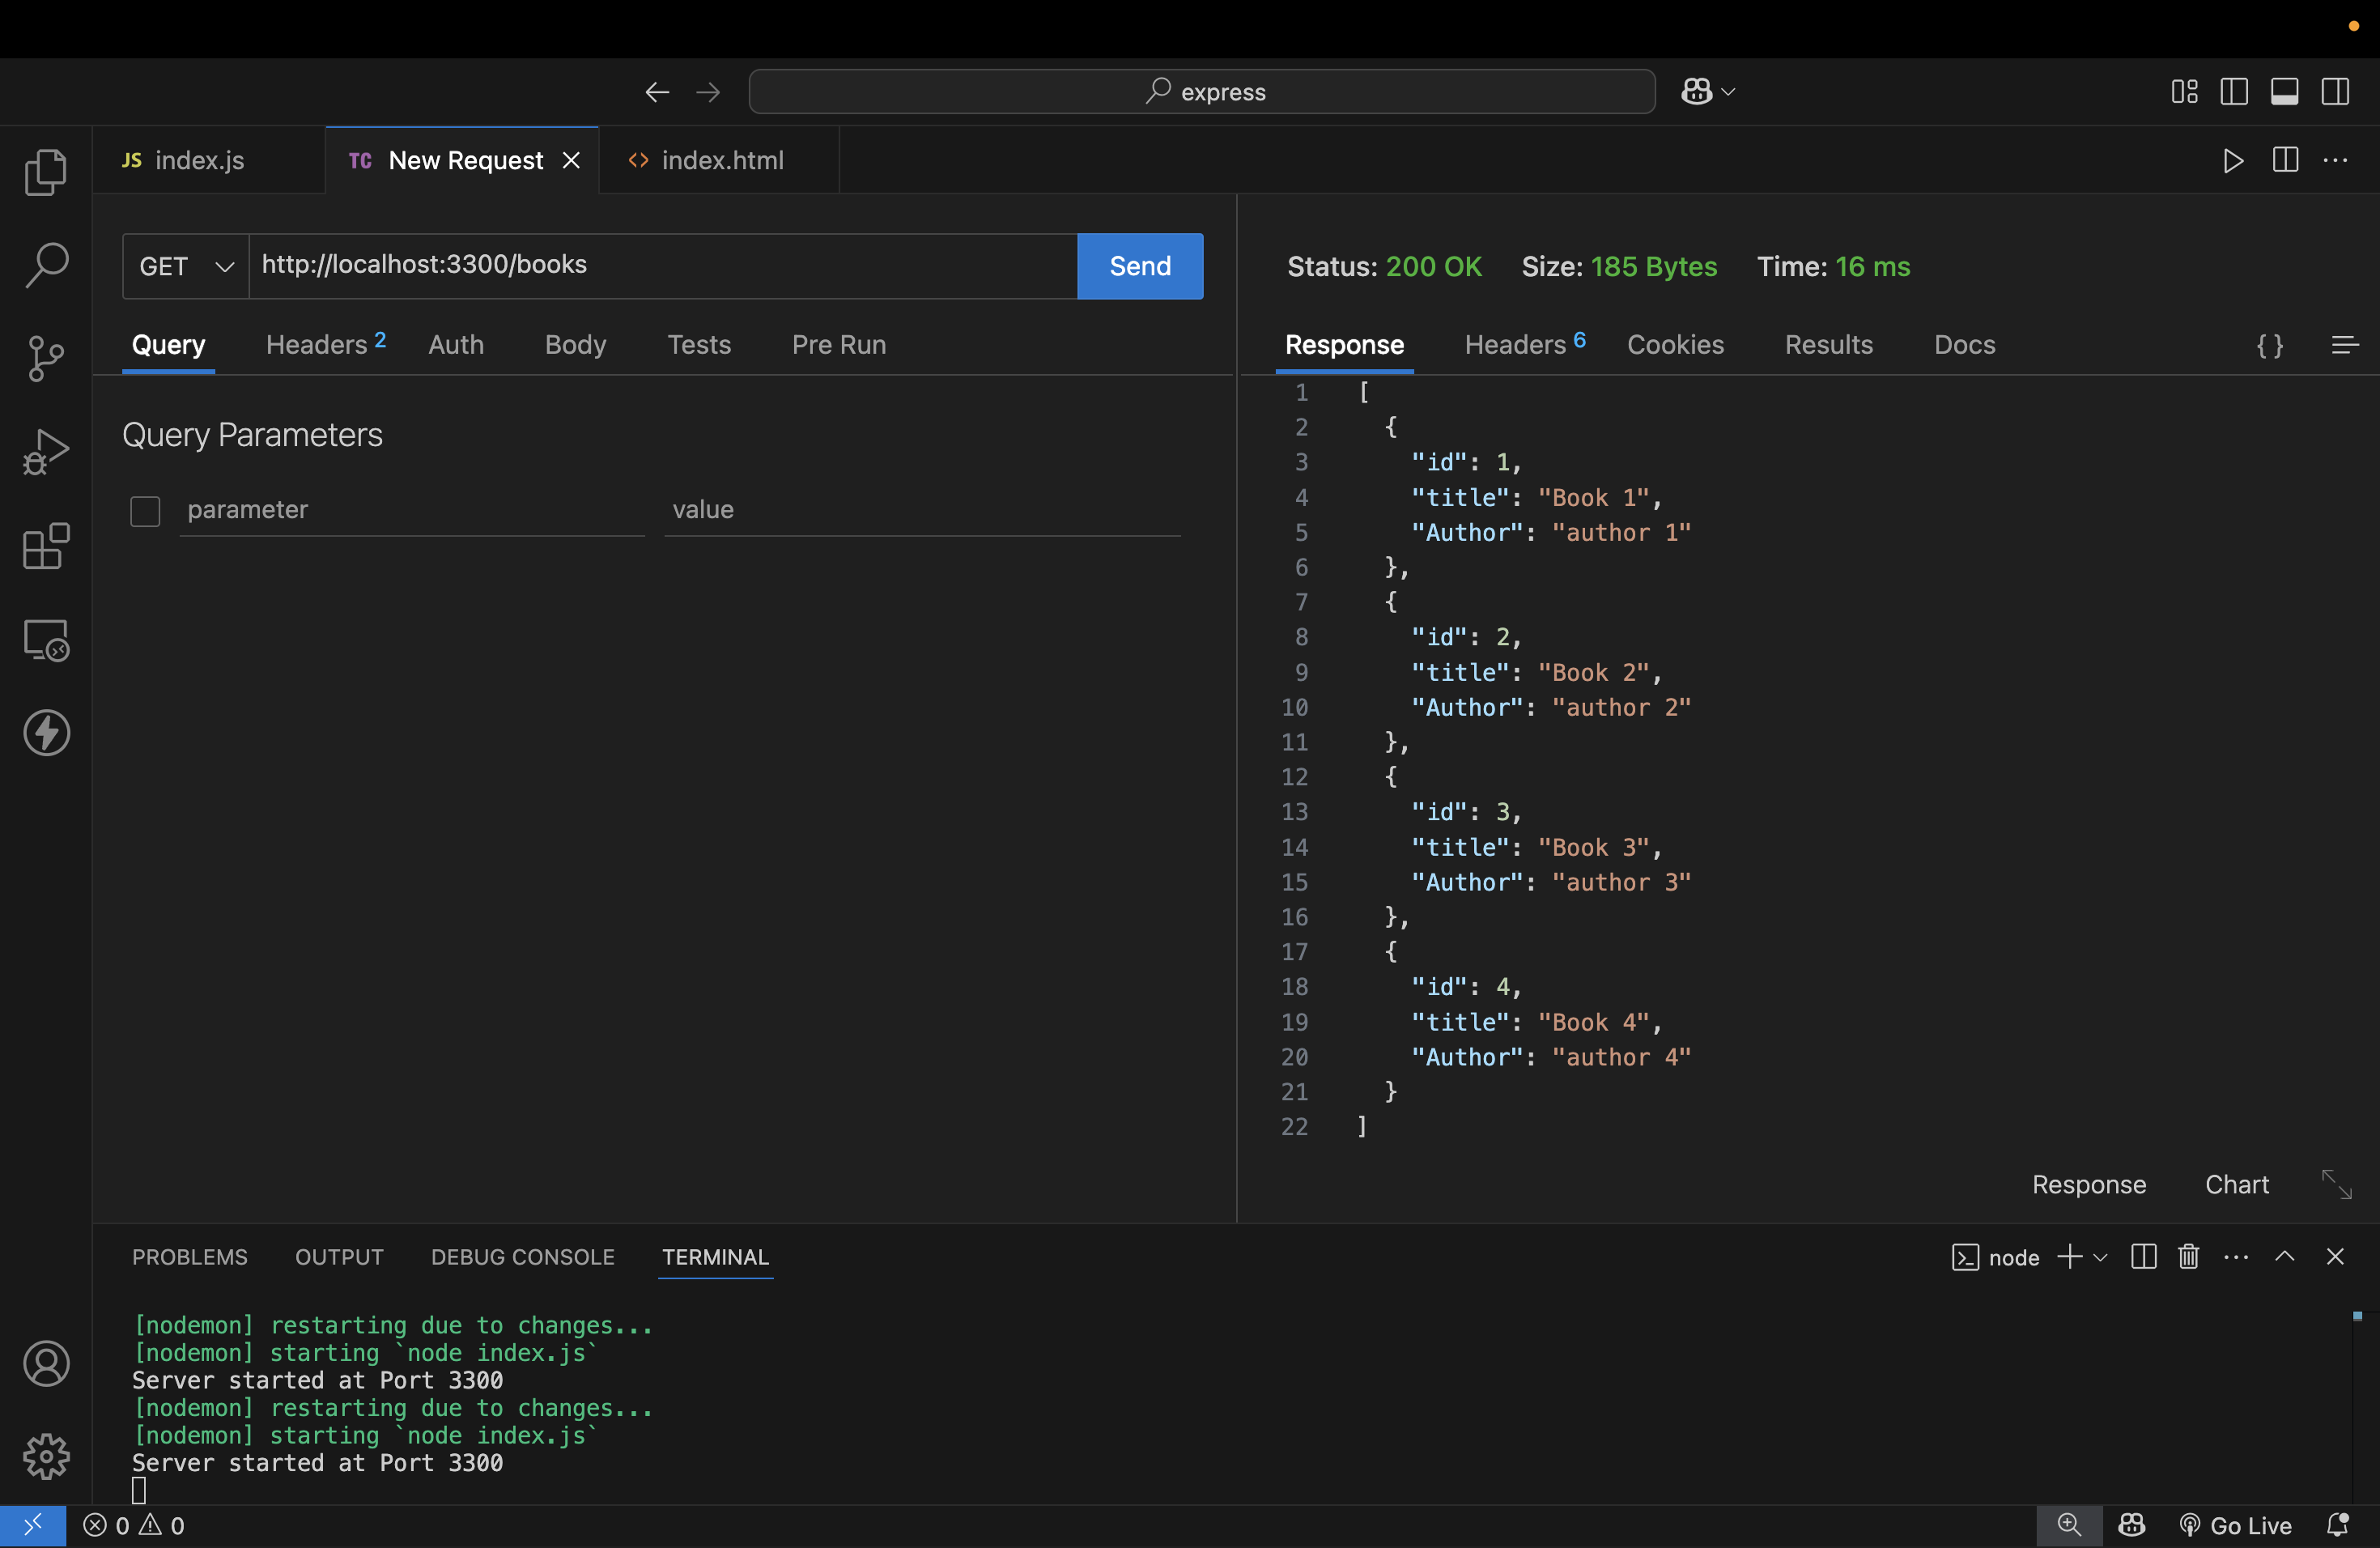 express
JS index.js
TC New Request
<> index.html
GET http://localhost:3300/books Send
Query Headers 2 Auth Body Tests Pre Run
Query Parameters
parameter value
Status: 200 OK Size: 185 Bytes Time: 16 ms
Response Headers 6 Cookies Results Docs { }
1 [
2 {
3 "id": 1,
4 "title": "Book 1",
5 "Author": "author 1"
6 },
7 {
8 "id": 2,
9 "title": "Book 2",
10 "Author": "author 2"
11 },
12 {
13 "id": 3,
14 "title": "Book 3",
15 "Author": "author 3"
16 },
17 {
18 "id": 4,
19 "title": "Book 4",
20 "Author": "author 4"
21 }
22 ]
Response Chart
PROBLEMS OUTPUT DEBUG CONSOLE TERMINAL
node
[nodemon] restarting due to changes...
[nodemon] starting `node index.js`
Server started at Port 3300
[nodemon] restarting due to changes...
[nodemon] starting `node index.js`
Server started at Port 3300
0 0
Go Live